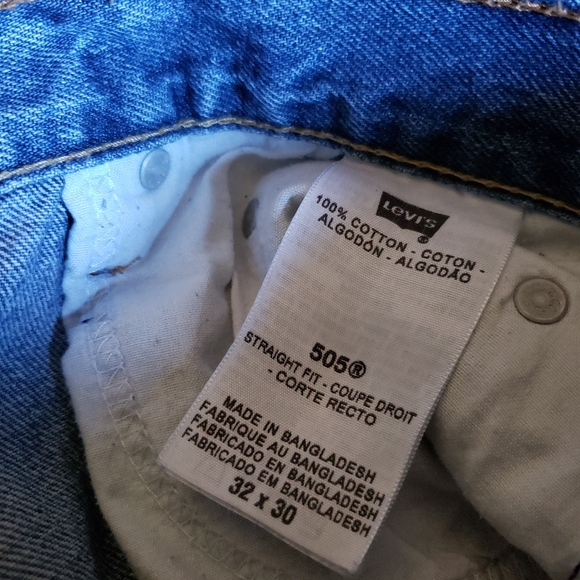 Levi's®
100% COTTON - COTON -
ALGODÓN - ALGODÃO
505®
STRAIGHT FIT - COUPE DROIT
- CORTE RECTO
MADE IN BANGLADESH
FABRIQUE AU BANGLADESH
FABRICADO EN BANGLADESH
FABRICADO EM BANGLADESH
32 x 30